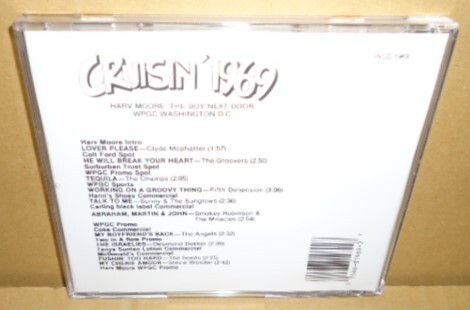 CRUISIN' 1969
HARV MOORE 'THE BOY NEXT DOOR'
WPGC WASHINGTON D.C.
Harv Moore Intro
LOVER PLEASE—Clyde Mcphatter (1:57)
Colt Ford Spot
HE WILL BREAK YOUR HEART—The Groovers (2:50)
Surburban Trust Spot
WPGC Promo Spot
TEQUILA—The Champs (2:05)
WPGC Sports
WORKING ON A GROOVY THING—Fifth Dimension (3:06)
Hahn's Shoes Commercial
TALK TO ME—Sunny & The Sunglows (2:36)
Carling black label Commercial
ABRAHAM, MARTIN & JOHN—Smokey Robinson &
The Miracles (2:54)
WPGC Promo
Coke Commercial
MY BOYFRIEND'S BACK—The Angels (2:32)
Two in A Row Promo
THE ISRAELIES—Desmond Dekker (2:36)
Tanya Suntan Lotion Commercial
McDonald's Commercial
PUSHIN' TOO HARD—The Seeds (2:35)
MY CHERIE AMOUR—Stevie Wonder (2:42)
Harv Moore WPGC Promo